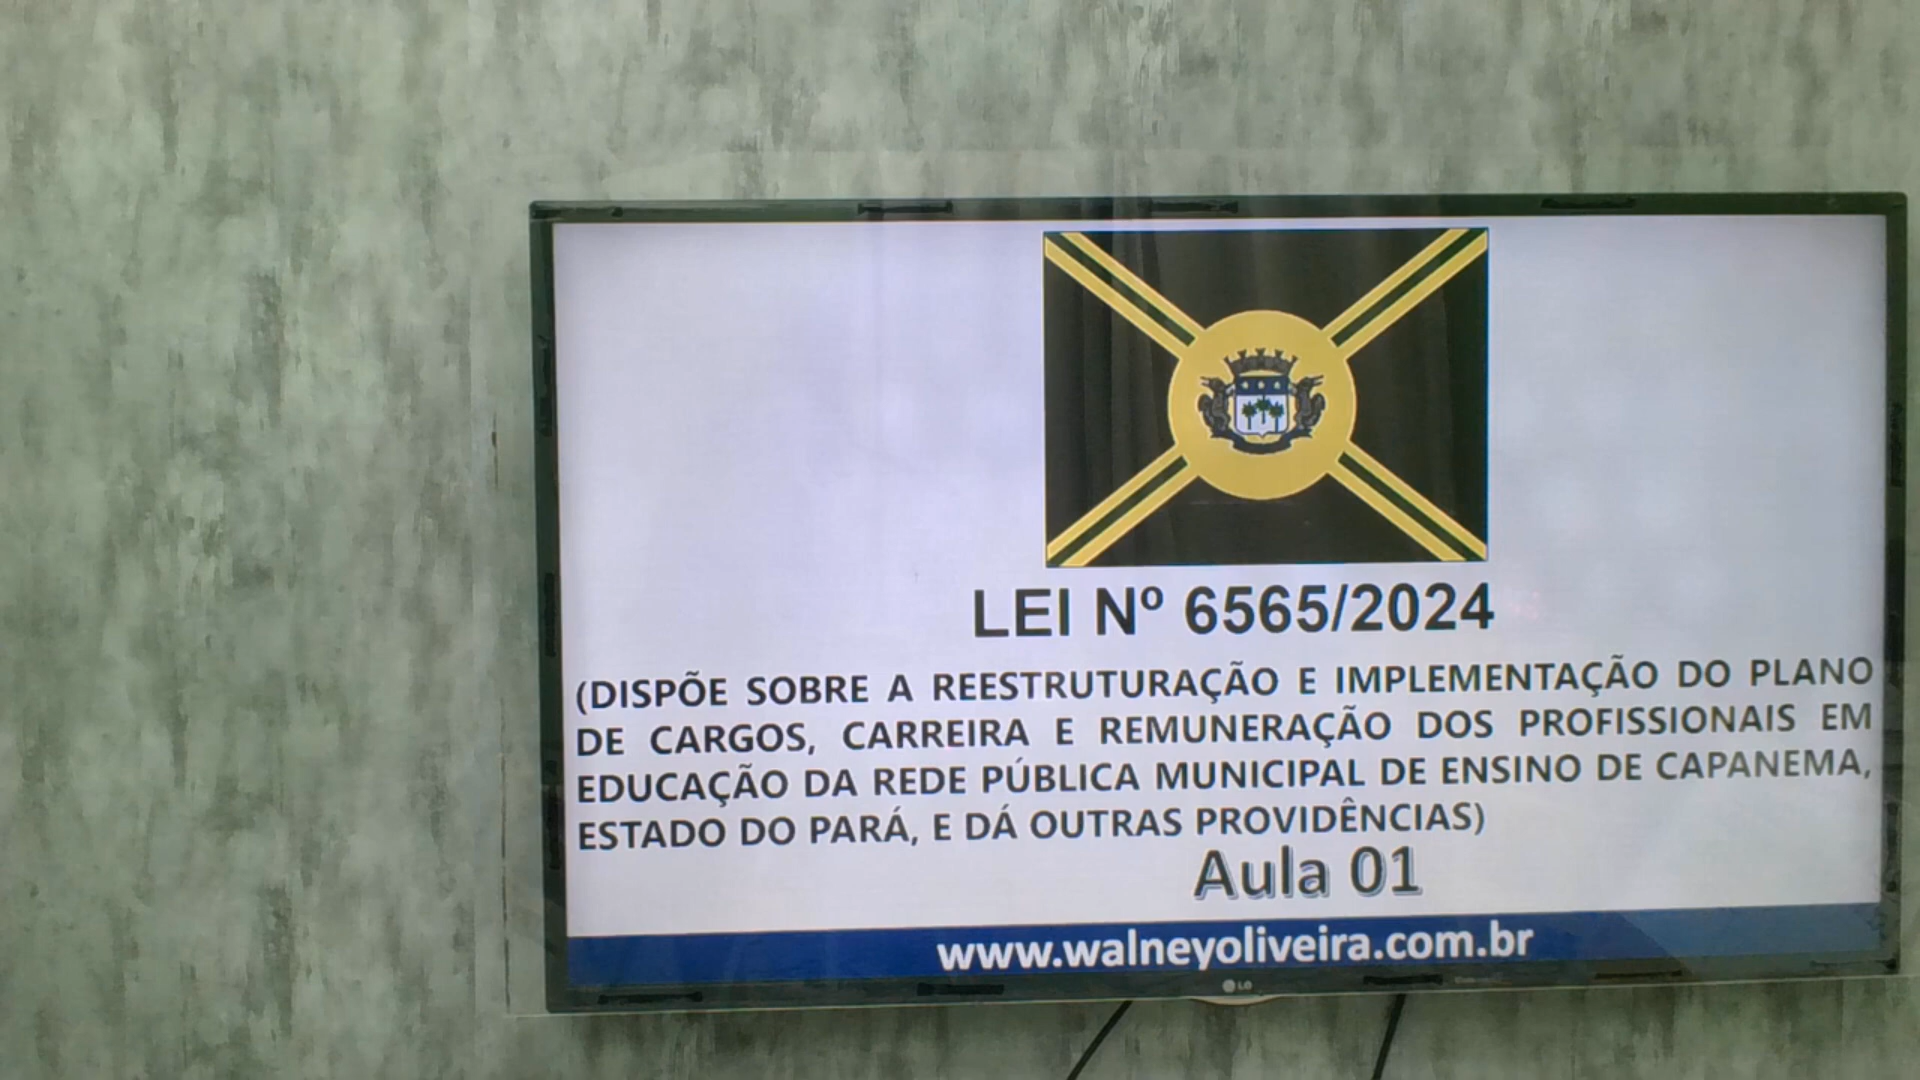 LEI Nº 6565/2024
(DISPÕE SOBRE A REESTRUTURAÇÃO E IMPLEMENTAÇÃO DO PLANO
DE CARGOS, CARREIRA E REMUNERAÇÃO DOS PROFISSIONAIS EM
EDUCAÇÃO DA REDE PÚBLICA MUNICIPAL DE ENSINO DE CAPANEMA,
ESTADO DO PARÁ, E DÁ OUTRAS PROVIDÊNCIAS)
Aula 01
www.walneyoliveira.com.br
LG